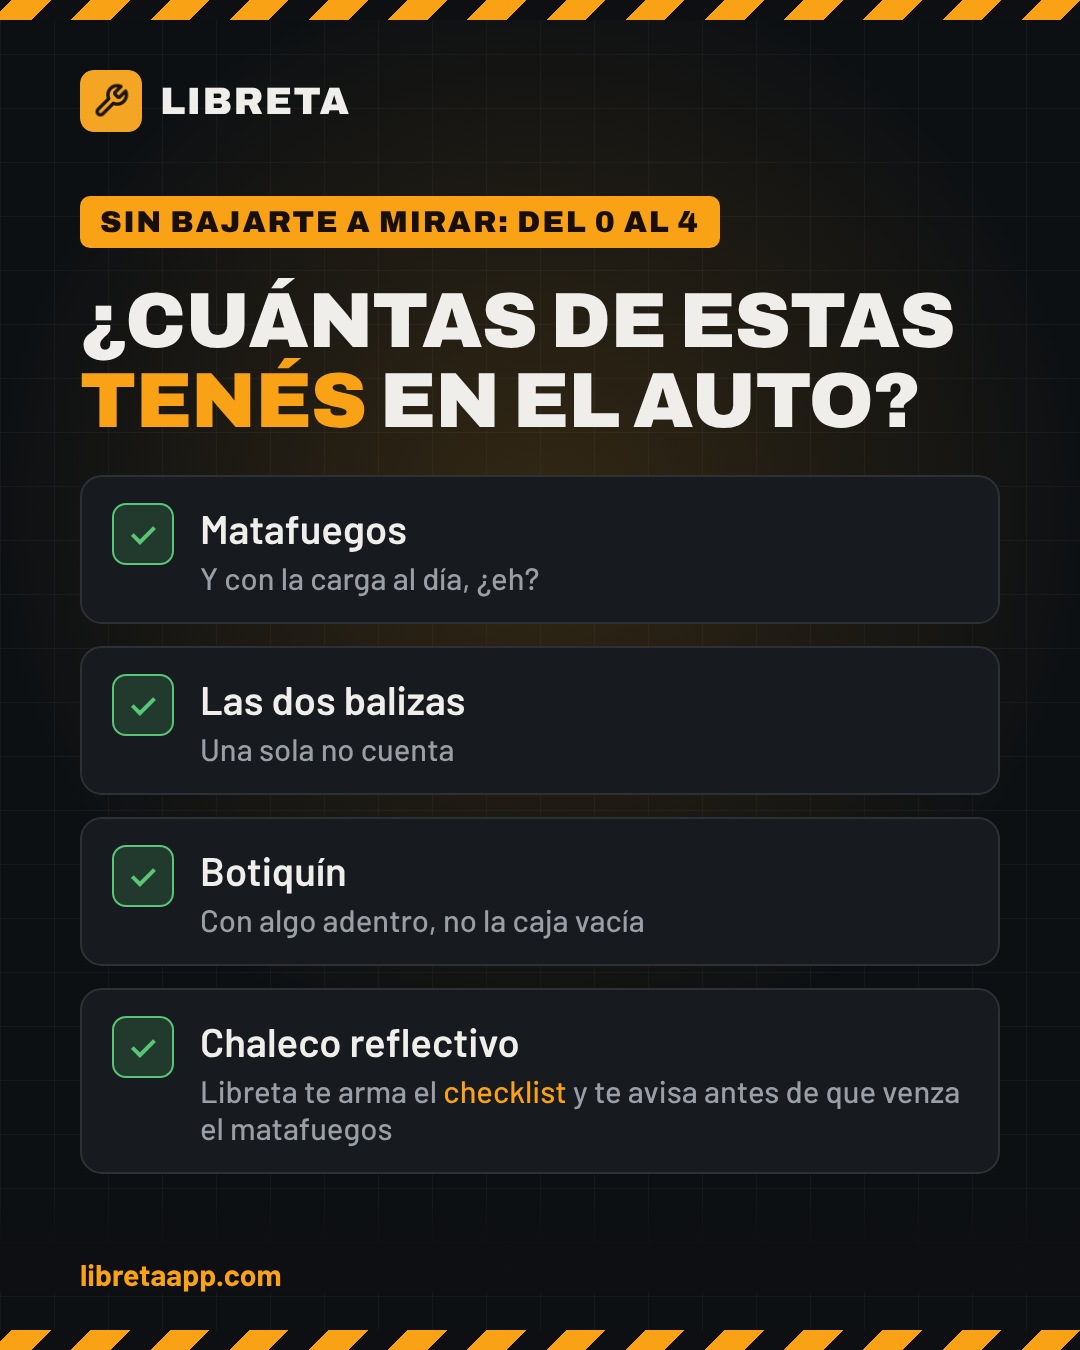 LIBRETA
SIN BAJARTE A MIRAR: DEL 0 AL 4
¿CUÁNTAS DE ESTAS
TENÉS EN EL AUTO?
Matafuegos
Y con la carga al día, ¿eh?
Las dos balizas
Una sola no cuenta
Botiquín
Con algo adentro, no la caja vacía
Chaleco reflectivo
Libreta te arma el checklist y te avisa antes de que venza
el matafuegos
libretaapp.com